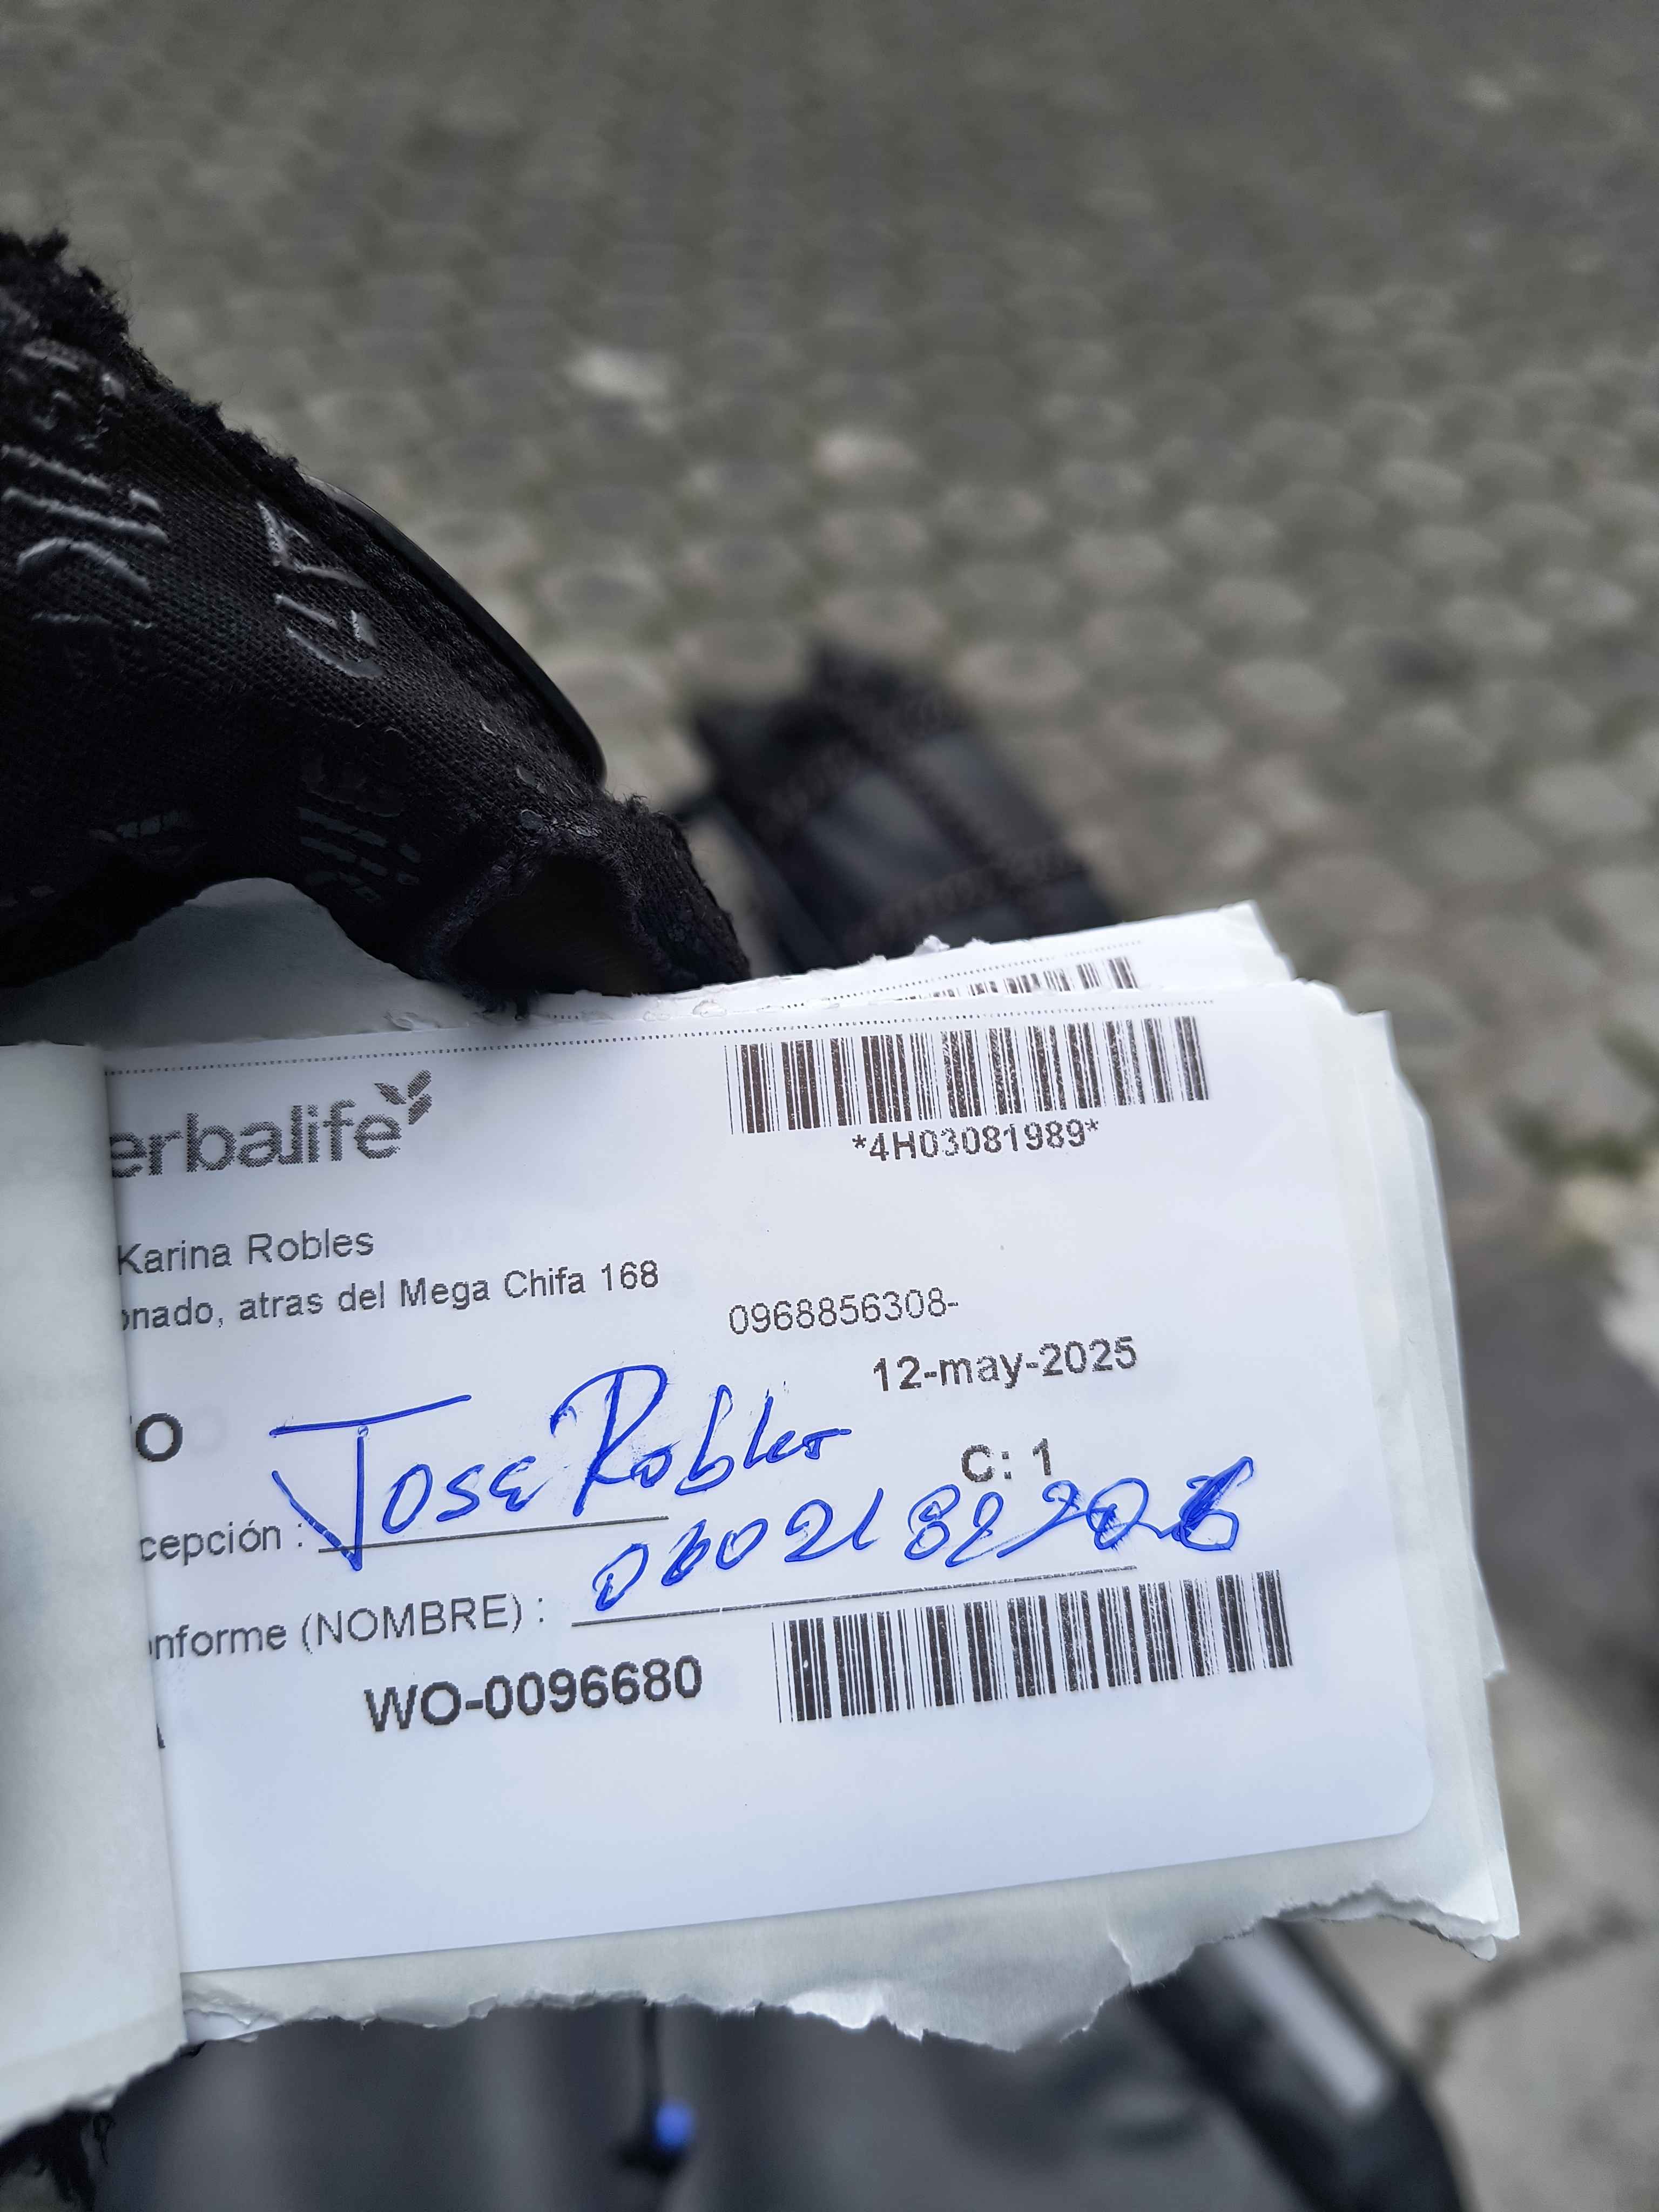 erbalife
*4H03081989*
Karina Robles
onado, atras del Mega Chifa 168
0968856308-
12-may-2025
O
Jose Robles
C: 1
cepción :
onforme (NOMBRE) :
WO-0096680